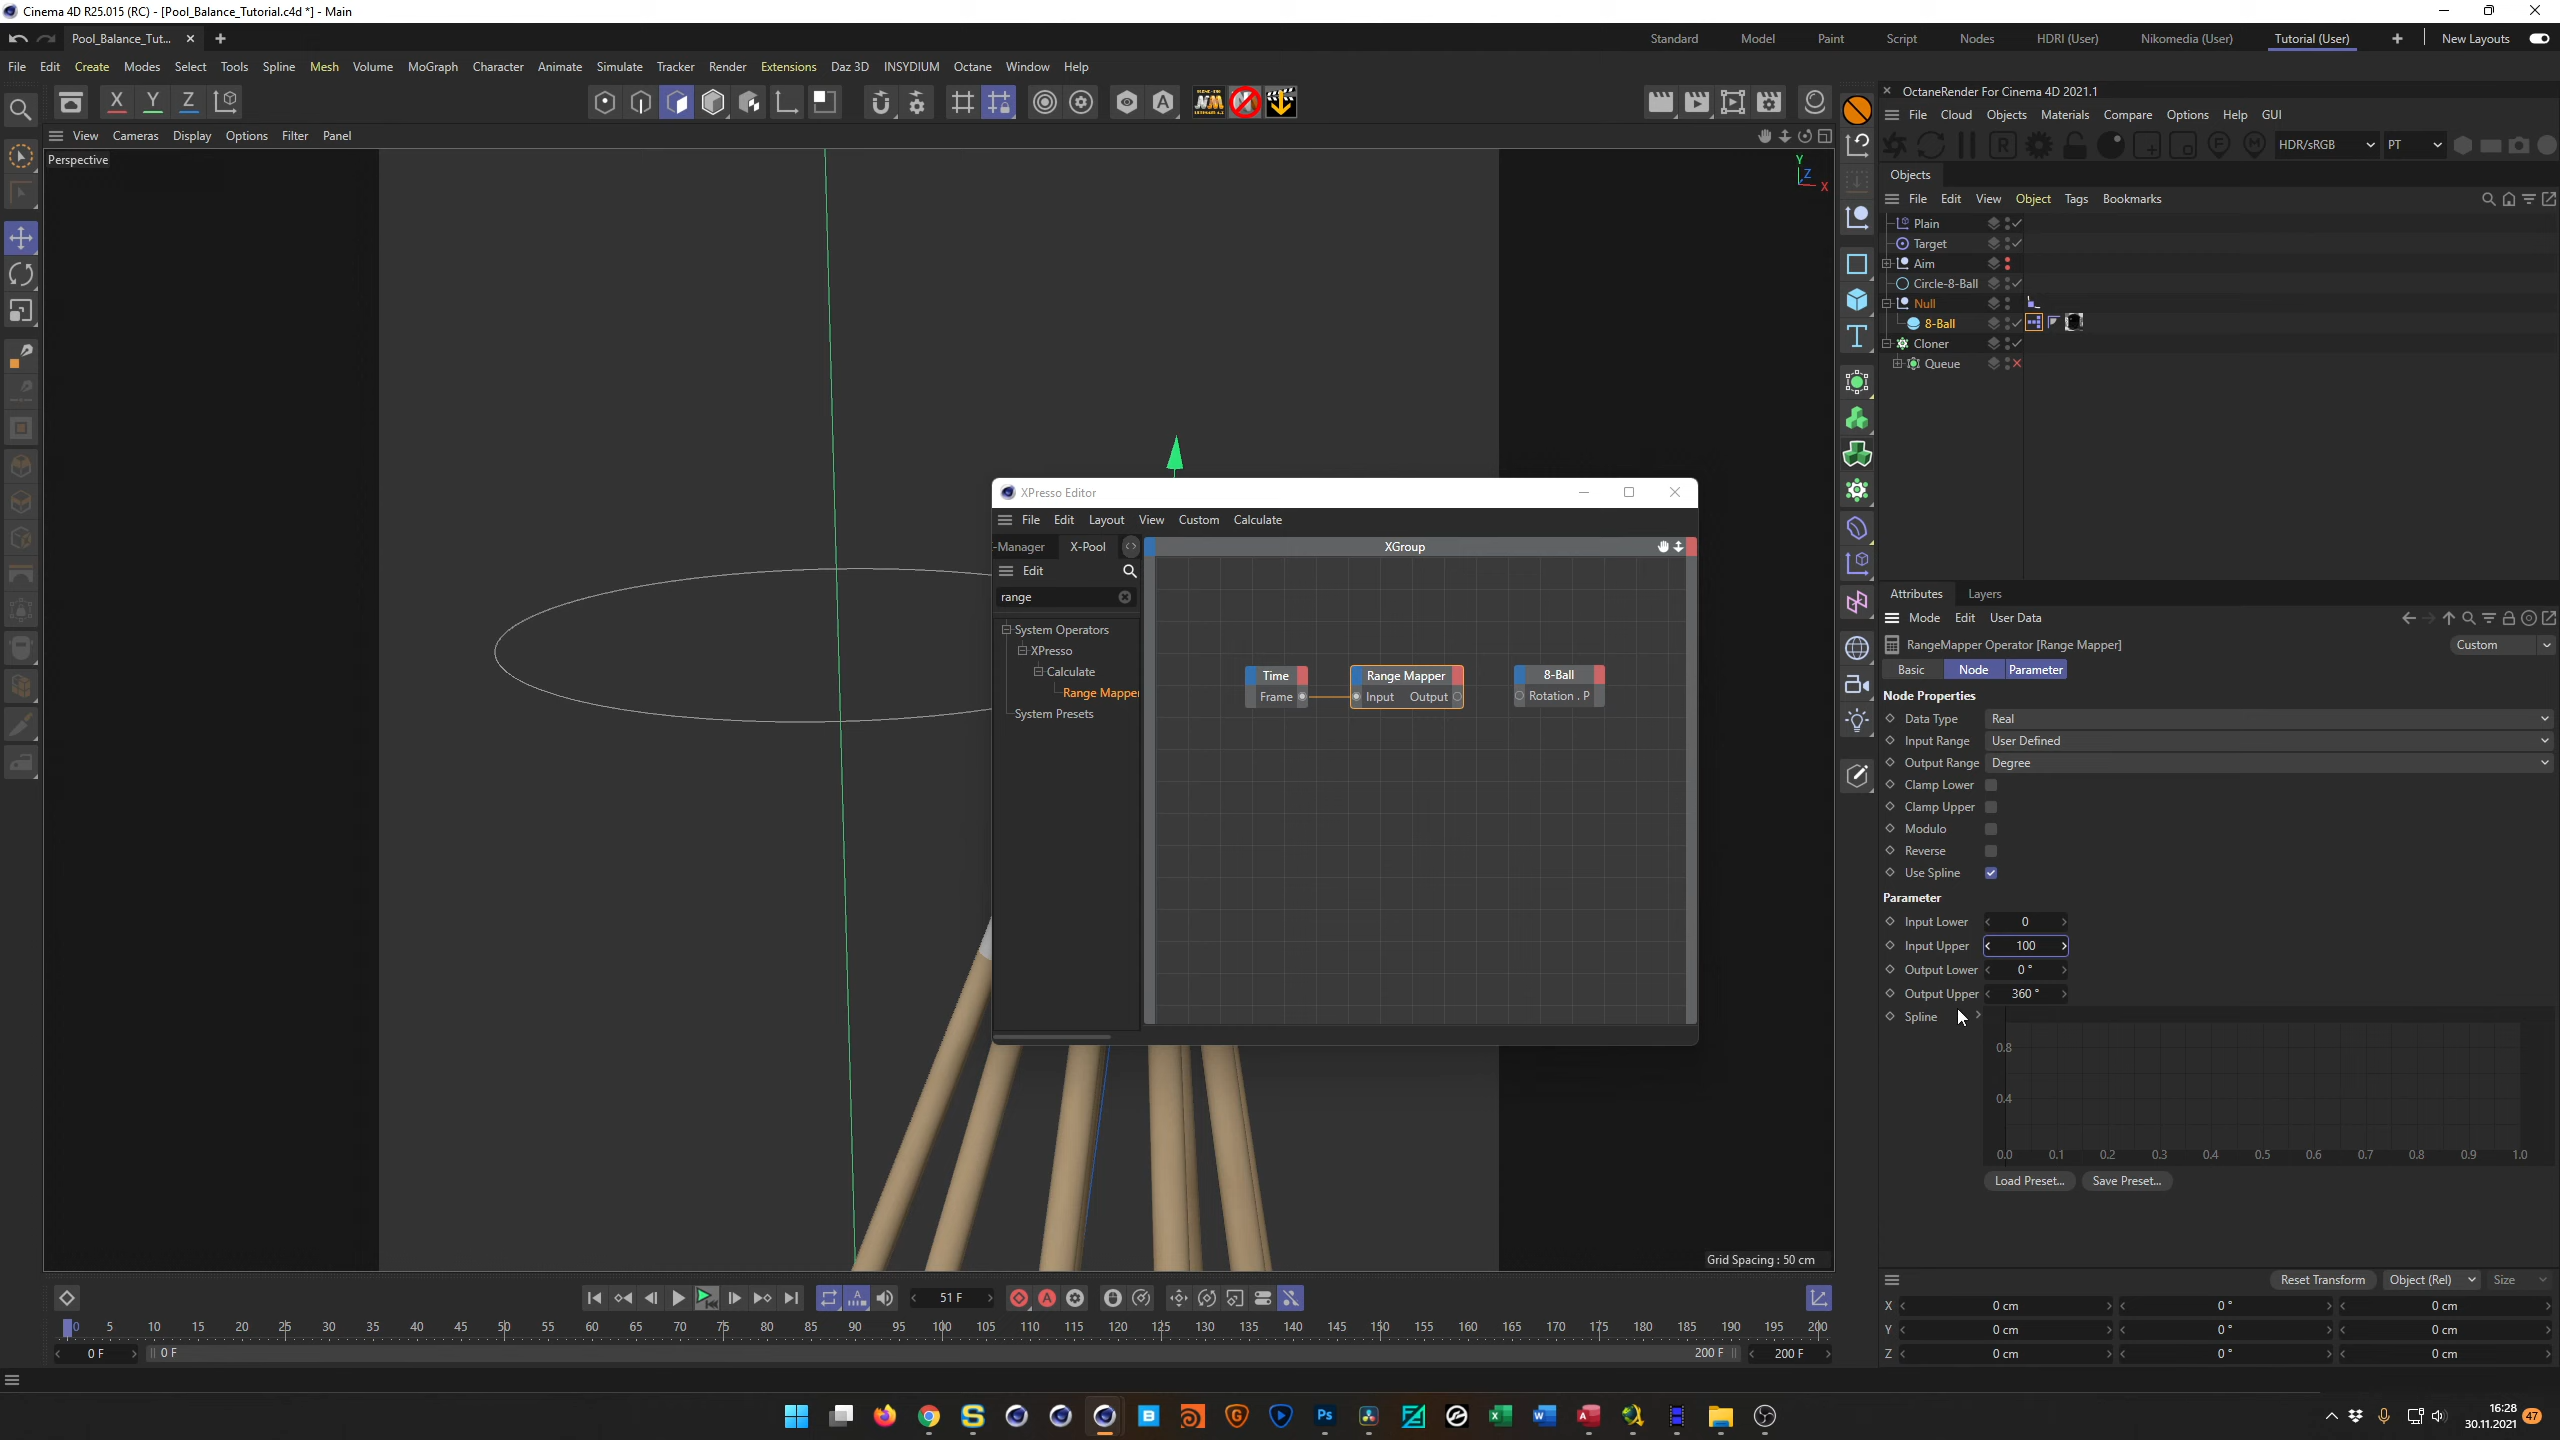 Cinema 4D R25.015 (RC) - [Pool_Balance_Tutorial.c4d *] - Main
Pool_Balance_Tut...
Standard Model Paint Script Nodes HDRI (User) Nikomedia (User) Tutorial (User) New Layouts
File Edit Create Modes Select Tools Spline Mesh Volume MoGraph Character Animate Simulate Tracker Render Extensions Daz 3D INSYDIUM Octane Window Help
X Y Z
View Cameras Display Options Filter Panel
Perspective
Y
Z
X
OctaneRender For Cinema 4D 2021.1
File Cloud Objects Materials Compare Options Help GUI
HDR/sRGB PT
Objects
File Edit View Object Tags Bookmarks
Plain
Target
Aim
Circle-8-Ball
Null
8-Ball
Cloner
Queue
XPresso Editor
File Edit Layout View Custom Calculate
-Manager X-Pool
XGroup
Edit
range
System Operators
XPresso
Calculate
Range Mapper
System Presets
Time
Frame
Range Mapper
Input Output
8-Ball
Rotation . P
Attributes Layers
Mode Edit User Data
RangeMapper Operator [Range Mapper]
Custom
Basic Node Parameter
Node Properties
Data Type Real
Input Range User Defined
Output Range Degree
Clamp Lower
Clamp Upper
Modulo
Reverse
Use Spline
Parameter
Input Lower 0
Input Upper 100
Output Lower 0 °
Output Upper 360 °
Spline
0.8
0.4
0.0 0.1 0.2 0.3 0.4 0.5 0.6 0.7 0.8 0.9 1.0
Load Preset... Save Preset...
Grid Spacing : 50 cm
51 F
0 5 10 15 20 25 30 35 40 45 50 55 60 65 70 75 80 85 90 95 100 105 110 115 120 125 130 135 140 145 150 155 160 165 170 175 180 185 190 195 200
0 F 0 F 200 F 200 F
Reset Transform Object (Rel) Size
X 0 cm 0 ° 0 cm
Y 0 cm 0 ° 0 cm
Z 0 cm 0 ° 0 cm
16:28
30.11.2021
47